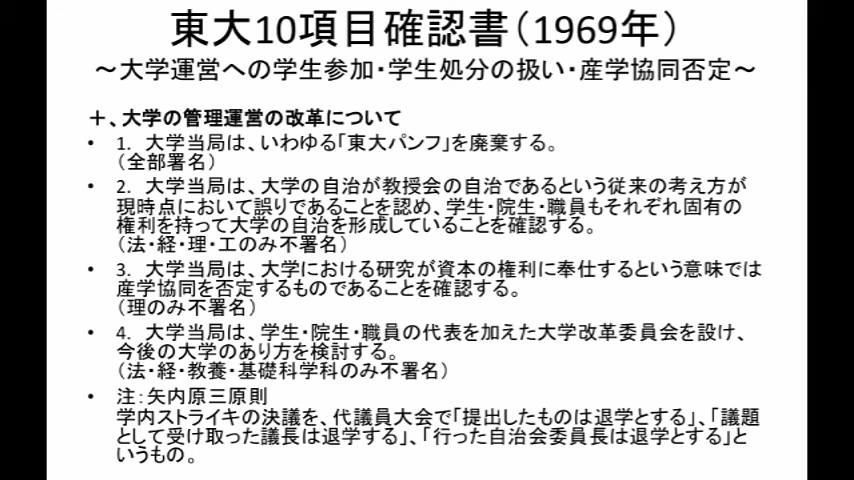 東大10項目確認書（1969年）
～大学運営への学生参加・学生処分の扱い・産学協同否定～
十、大学の管理運営の改革について
• 1. 大学当局は、いわゆる「東大パンフ」を廃棄する。
（全部署名）
• 2. 大学当局は、大学の自治が教授会の自治であるという従来の考え方が
現時点において誤りであることを認め、学生・院生・職員もそれぞれ固有の
権利を持って大学の自治を形成していることを確認する。
（法・経・理・工のみ不署名）
• 3. 大学当局は、大学における研究が資本の権利に奉仕するという意味では
産学協同を否定するものであることを確認する。
（理のみ不署名）
• 4. 大学当局は、学生・院生・職員の代表を加えた大学改革委員会を設け、
今後の大学のあり方を検討する。
（法・経・教養・基礎科学科のみ不署名）
• 注：矢内原三原則
学内ストライキの決議を、代議員大会で「提出したものは退学とする」、「議題
として受け取った議長は退学する」、「行った自治会委員長は退学とする」と
いうもの。